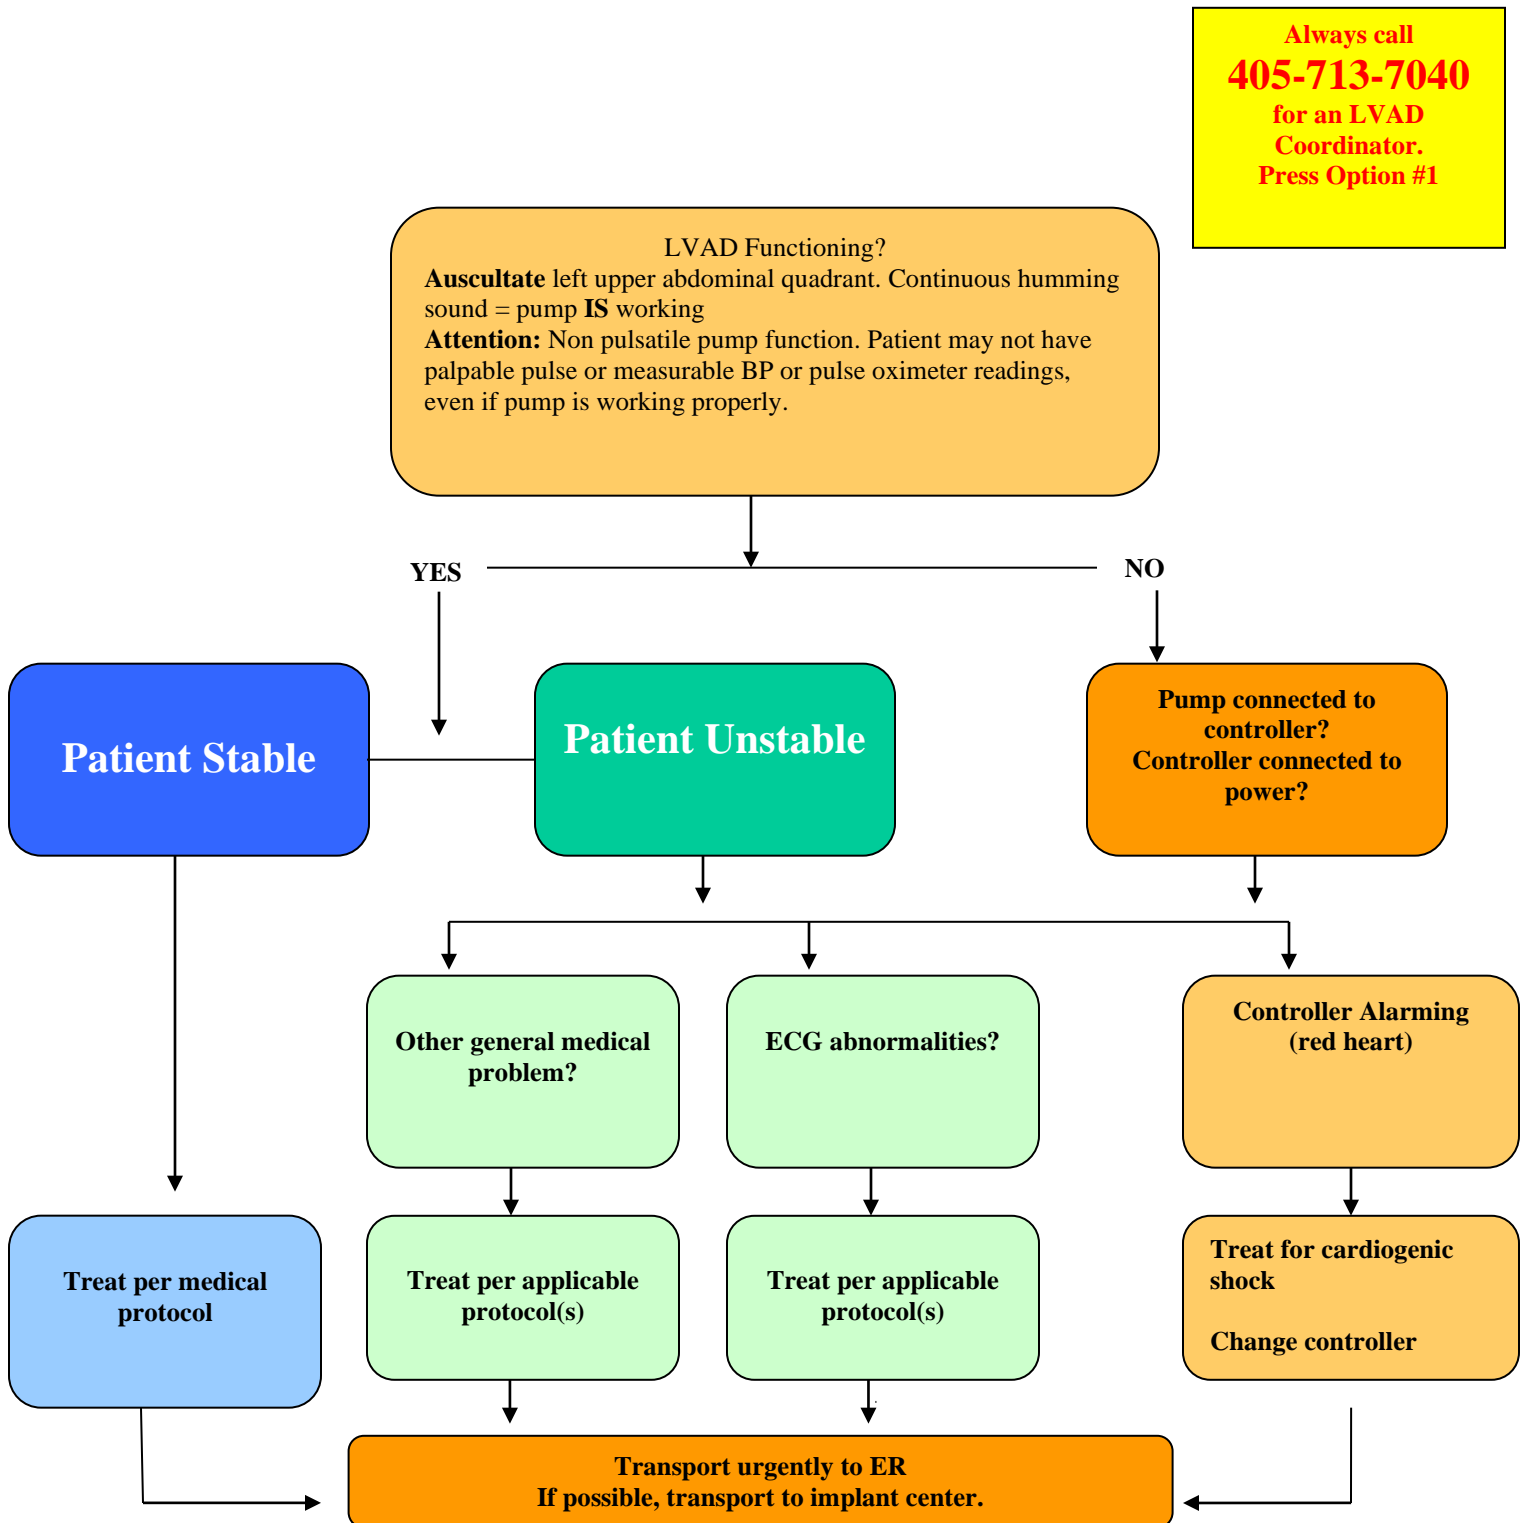 Always call
405-713-7040
for an LVAD
Coordinator.
Press Option #1
LVAD Functioning?
Auscultate left upper abdominal quadrant. Continuous humming
sound = pump IS working
Attention: Non pulsatile pump function. Patient may not have
palpable pulse or measurable BP or pulse oximeter readings,
even if pump is working properly.
YES
NO
Patient Stable
Patient Unstable
Pump connected to
controller?
Controller connected to
power?
Other general medical
problem?
ECG abnormalities?
Controller Alarming
(red heart)
Treat per medical
protocol
Treat per applicable
protocol(s)
Treat per applicable
protocol(s)
Treat for cardiogenic
shock
Change controller
Transport urgently to ER
If possible, transport to implant center.